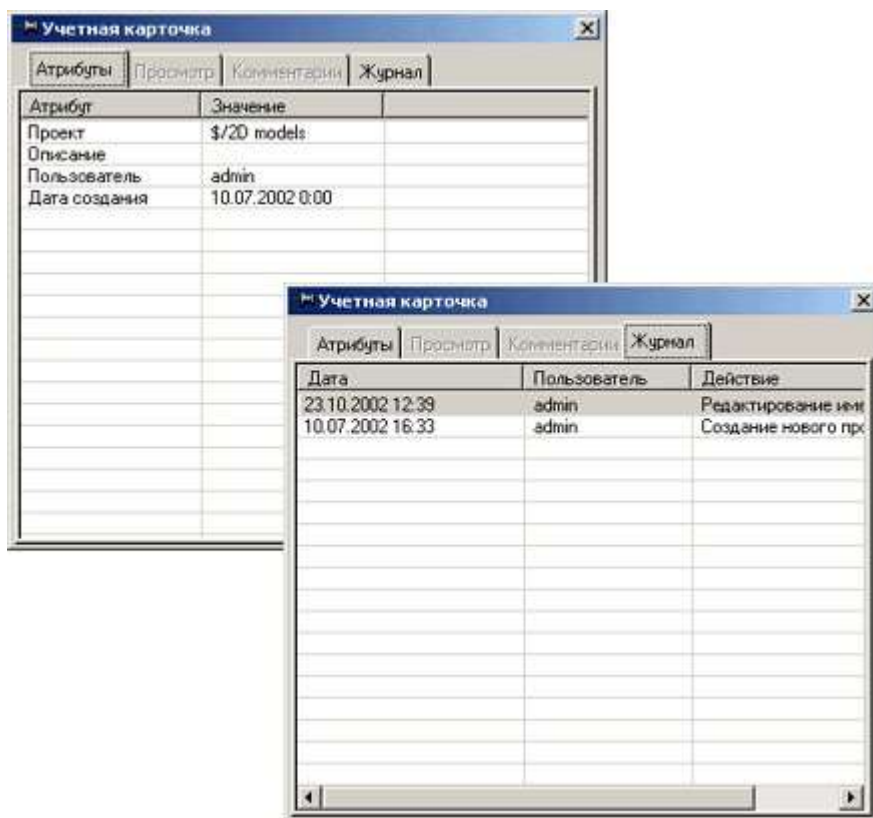 Учетная карточка
Атрибуты Просмотр Комментарии Журнал
Атрибут Значение
Проект $/2D models
Описание
Пользователь admin
Дата создания 10.07.2002 0:00
Учетная карточка
Атрибуты Просмотр Комментарии Журнал
Дата Пользователь Действие
23.10.2002 12:39 admin Редактирование име
10.07.2002 16:33 admin Создание нового про